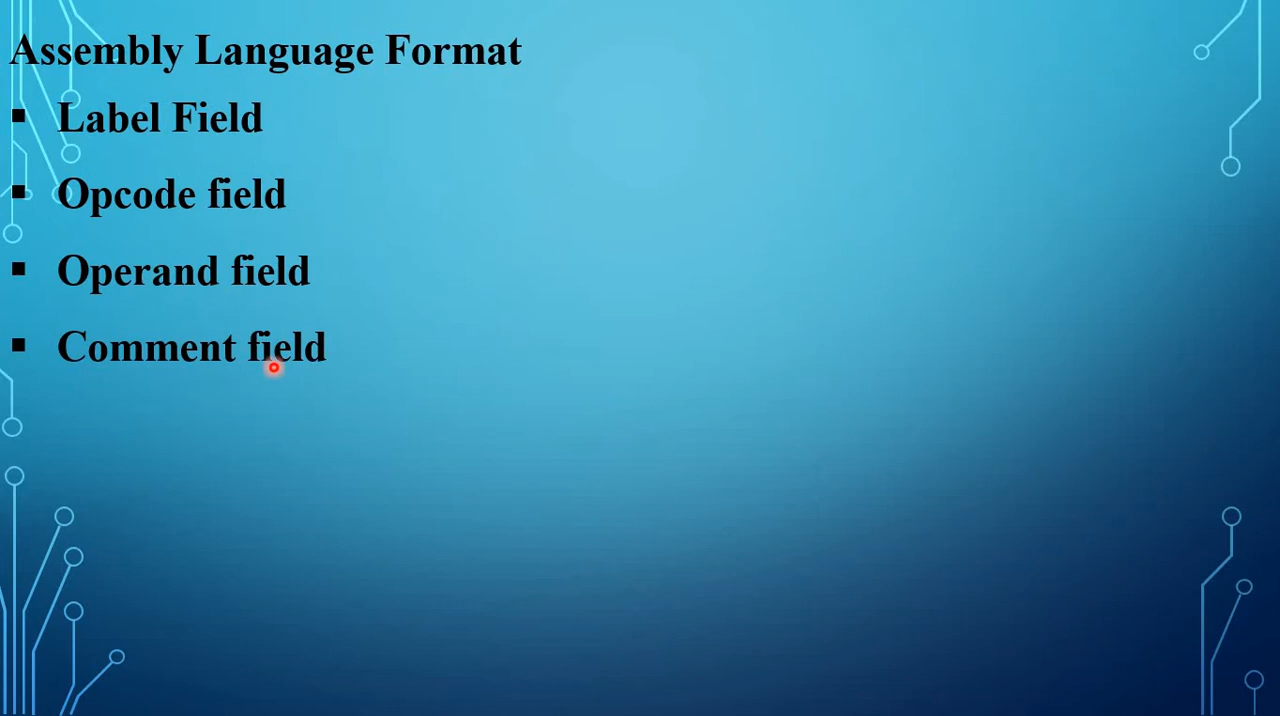 Assembly Language Format
▪ Label Field
▪ Opcode field
▪ Operand field
▪ Comment field